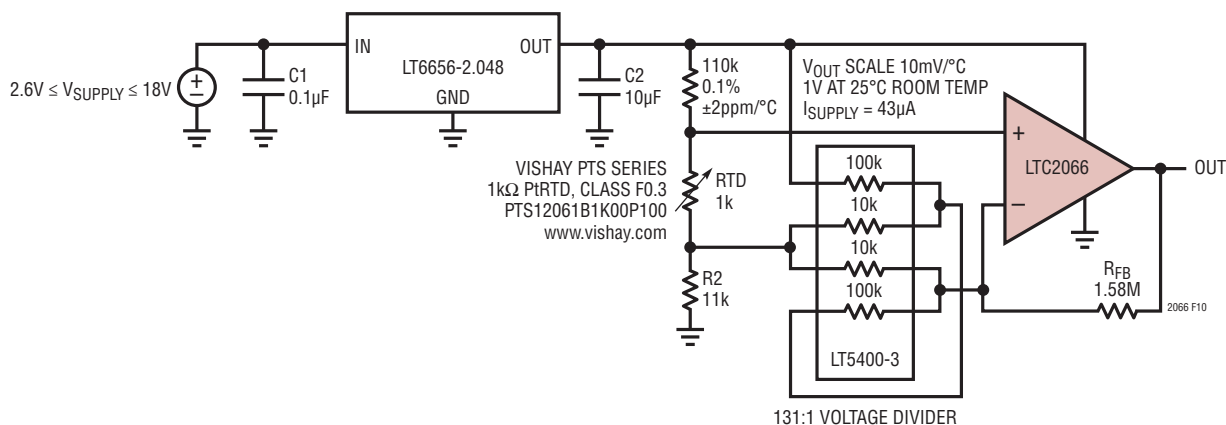 2.6V ≤ VSUPPLY ≤ 18V
+
–
C1
0.1µF
IN
OUT
LT6656-2.048
GND
C2
10µF
110k
0.1%
±2ppm/°C
VOUT SCALE 10mV/°C
1V AT 25°C ROOM TEMP
ISUPPLY = 43µA
VISHAY PTS SERIES
1kΩ PtRTD, CLASS F0.3
PTS12061B1K00P100
www.vishay.com
RTD
1k
R2
11k
100k
10k
10k
100k
LT5400-3
131:1 VOLTAGE DIVIDER
+
–
LTC2066
OUT
RFB
1.58M
2066 F10